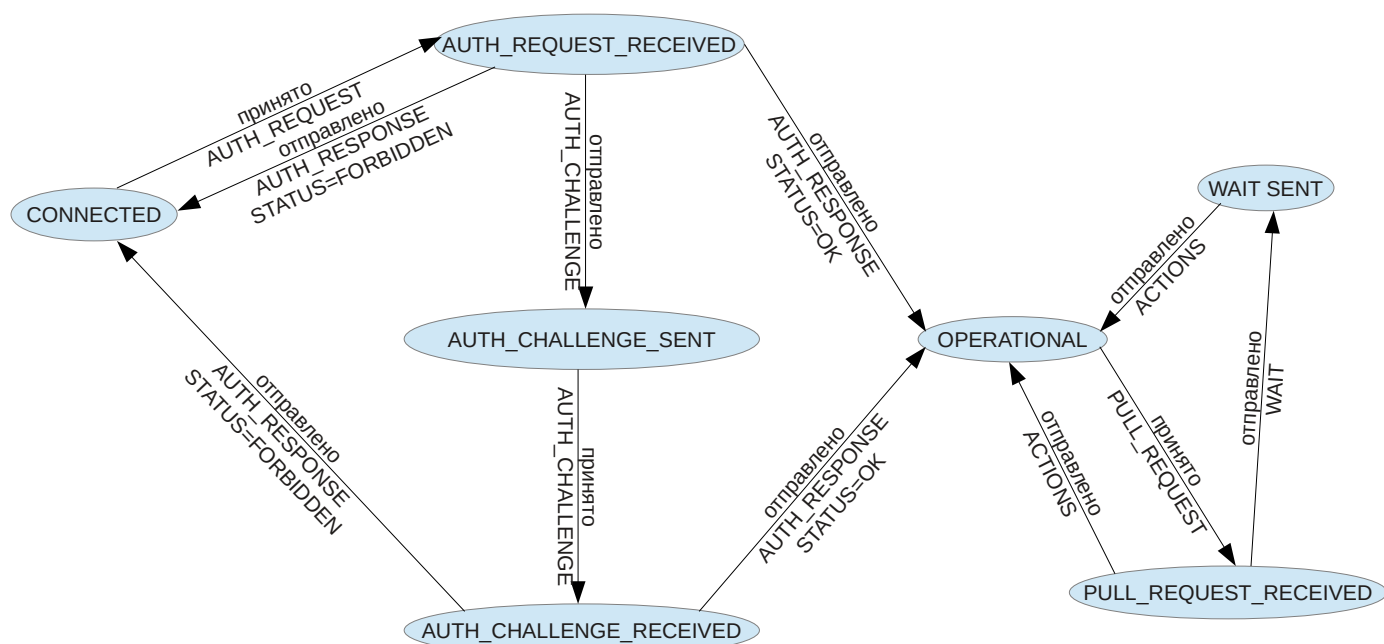 AUTH_REQUEST_RECEIVED
принято
AUTH_REQUEST
отправлено
AUTH_RESPONSE
STATUS=FORBIDDEN
отправлено
AUTH_CHALLENGE
отправлено
AUTH_RESPONSE
STATUS=OK
CONNECTED
WAIT SENT
отправлено
ACTIONS
AUTH_CHALLENGE_SENT
OPERATIONAL
отправлено
AUTH_RESPONSE
STATUS=FORBIDDEN
принято
AUTH_CHALLENGE
отправлено
AUTH_RESPONSE
STATUS=OK
отправлено
ACTIONS
принято
PULL_REQUEST
отправлено
WAIT
PULL_REQUEST_RECEIVED
AUTH_CHALLENGE_RECEIVED